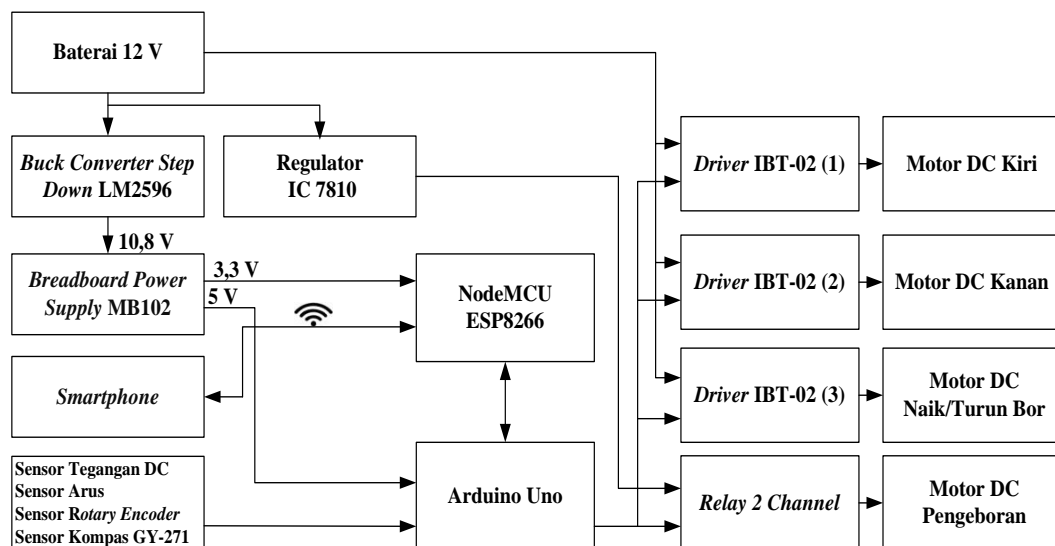 Baterai 12 V
Buck Converter Step
Down LM2596
Regulator
IC 7810
Driver IBT-02 (1)
Motor DC Kiri
10,8 V
Breadboard Power
Supply MB102
3,3 V
5 V
NodeMCU
ESP8266
Driver IBT-02 (2)
Motor DC Kanan
Smartphone
Driver IBT-02 (3)
Motor DC
Naik/Turun Bor
Sensor Tegangan DC
Sensor Arus
Sensor Rotary Encoder
Sensor Kompas GY-271
Arduino Uno
Relay 2 Channel
Motor DC
Pengeboran